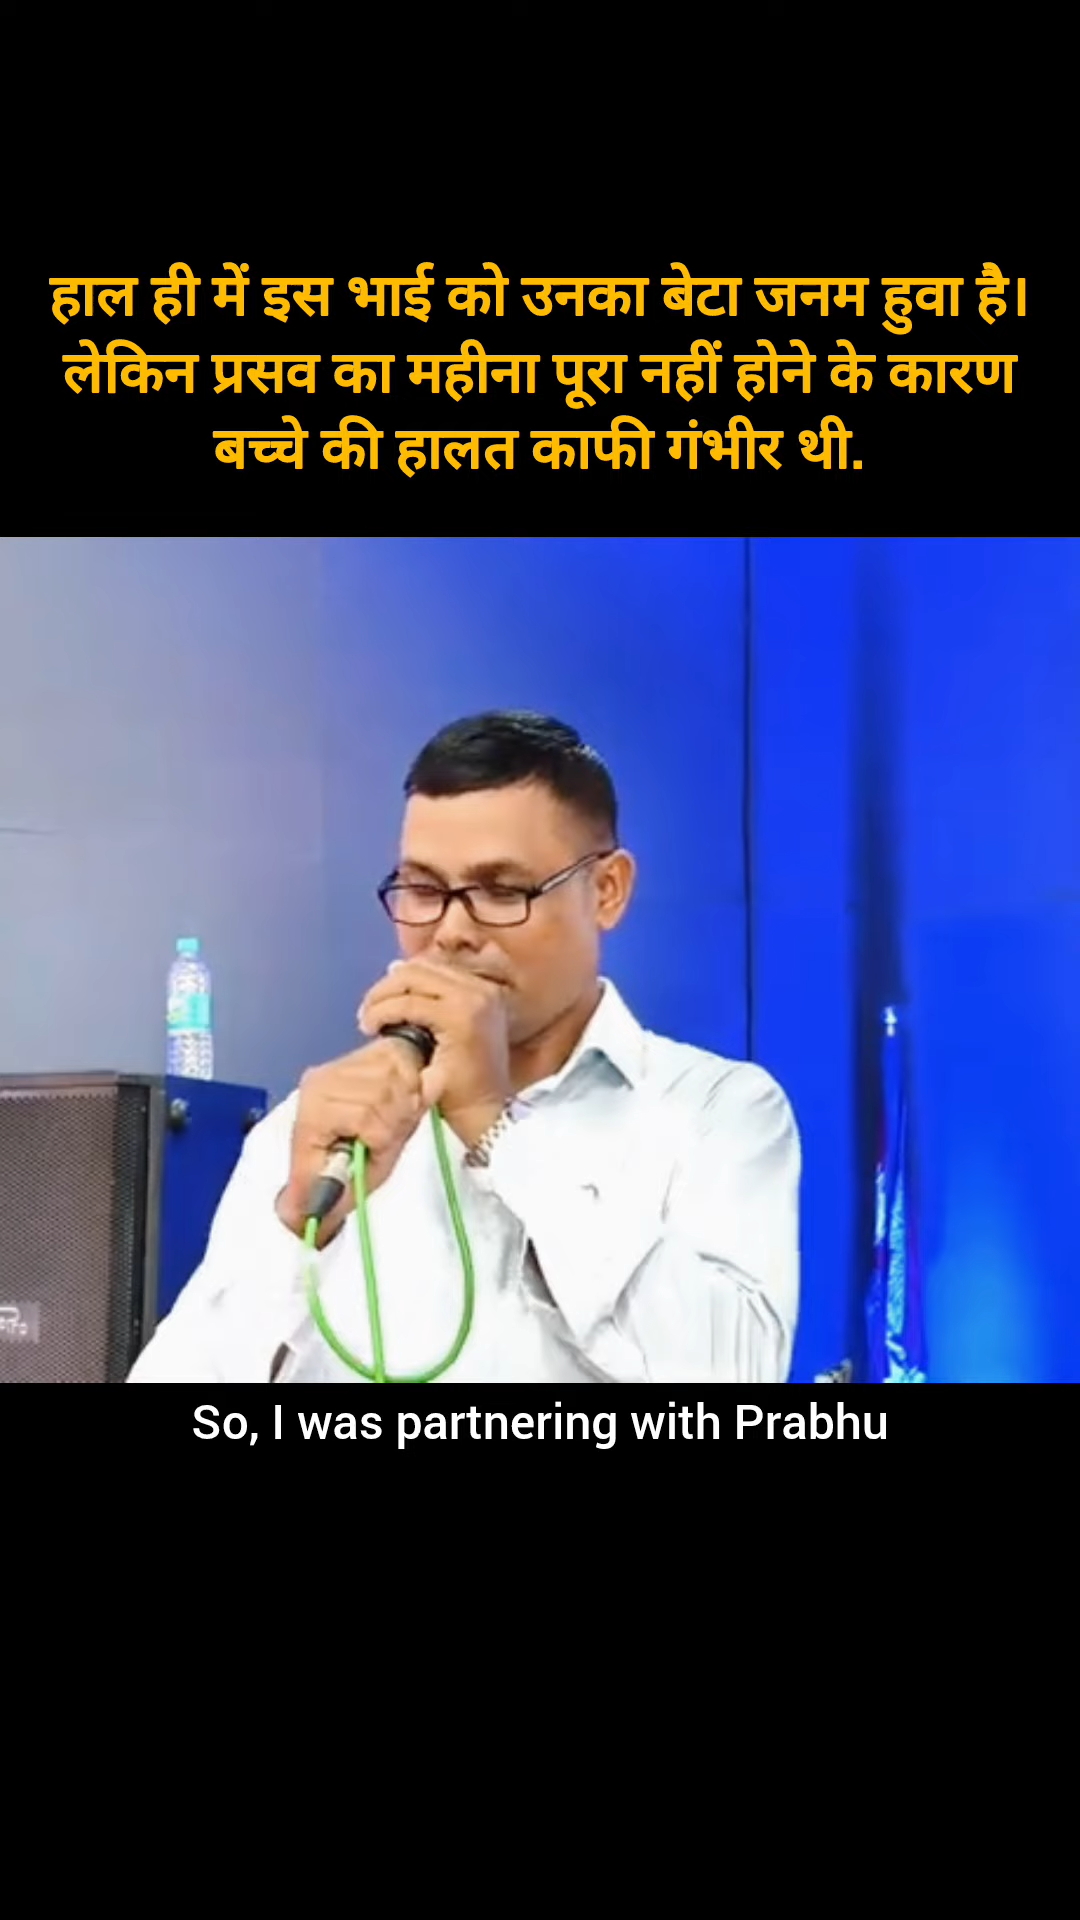 हाल ही में इस भाई को उनका बेटा जनम हुवा है।
लेकिन प्रसव का महीना पूरा नहीं होने के कारण
बच्चे की हालत काफी गंभीर थी.
So, I was partnering with Prabhu